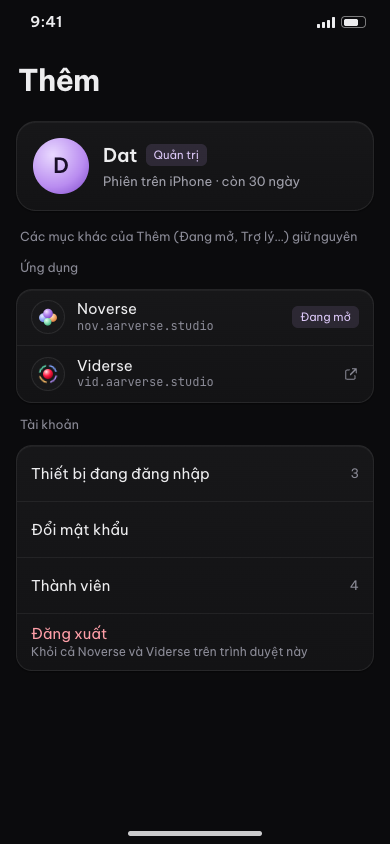 9:41
Thêm
D
Dat
Quản trị
Phiên trên iPhone · còn 30 ngày
Các mục khác của Thêm (Đang mở, Trợ lý…) giữ nguyên
Ứng dụng
Noverse
nov.aarverse.studio
Đang mở
Viderse
vid.aarverse.studio
Tài khoản
Thiết bị đang đăng nhập
3
Đổi mật khẩu
Thành viên
4
Đăng xuất
Khỏi cả Noverse và Viderse trên trình duyệt này